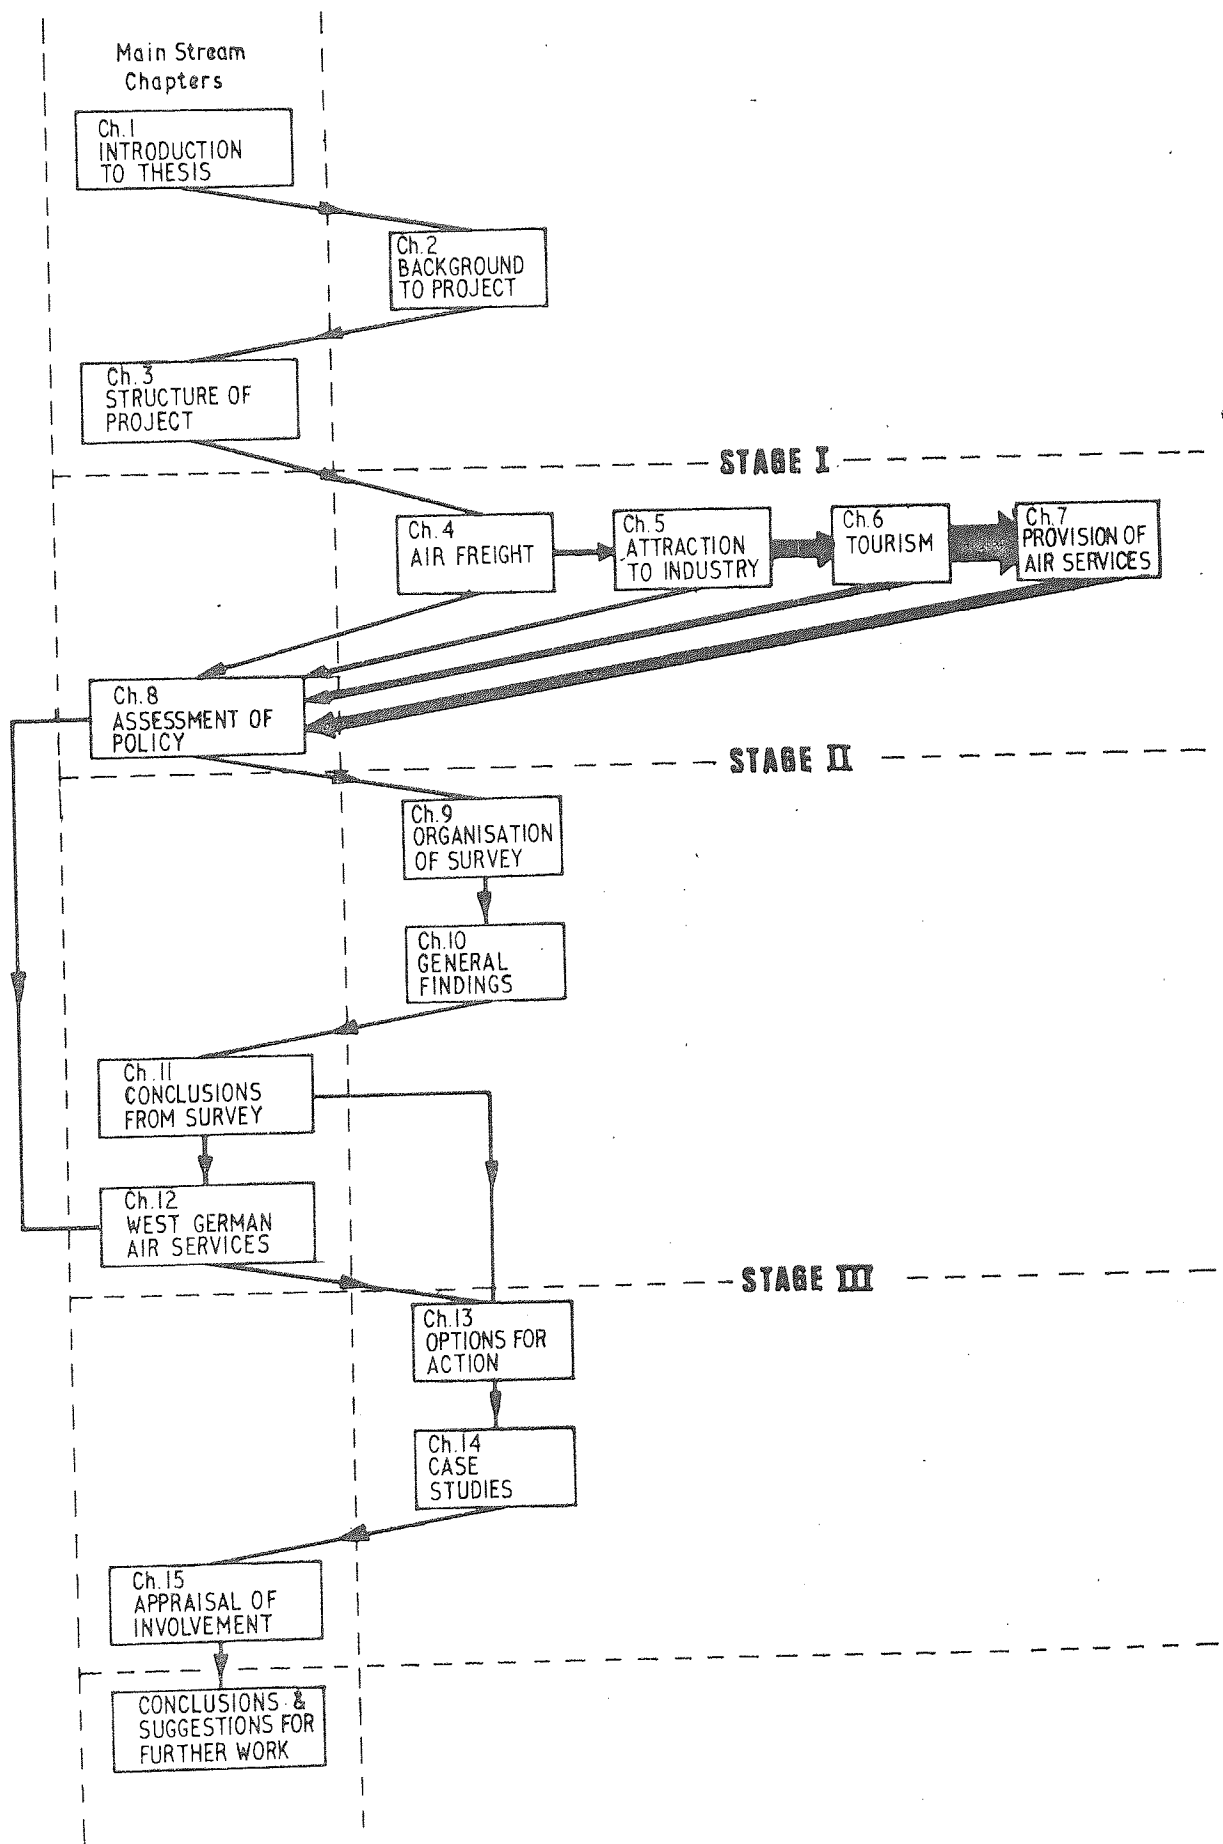 Main Stream
Chapters
Ch.1
INTRODUCTION
TO THESIS
Ch.2
BACKGROUND
TO PROJECT
Ch.3
STRUCTURE OF
PROJECT
STAGE I
Ch.4
AIR FREIGHT
Ch.5
ATTRACTION
TO INDUSTRY
Ch.6
TOURISM
Ch.7
PROVISION OF
AIR SERVICES
Ch.8
ASSESSMENT OF
POLICY
STAGE II
Ch.9
ORGANISATION
OF SURVEY
Ch.10
GENERAL
FINDINGS
Ch.11
CONCLUSIONS
FROM SURVEY
Ch.12
WEST GERMAN
AIR SERVICES
STAGE III
Ch.13
OPTIONS FOR
ACTION
Ch.14
CASE
STUDIES
Ch.15
APPRAISAL OF
INVOLVEMENT
CONCLUSIONS &
SUGGESTIONS FOR
FURTHER WORK